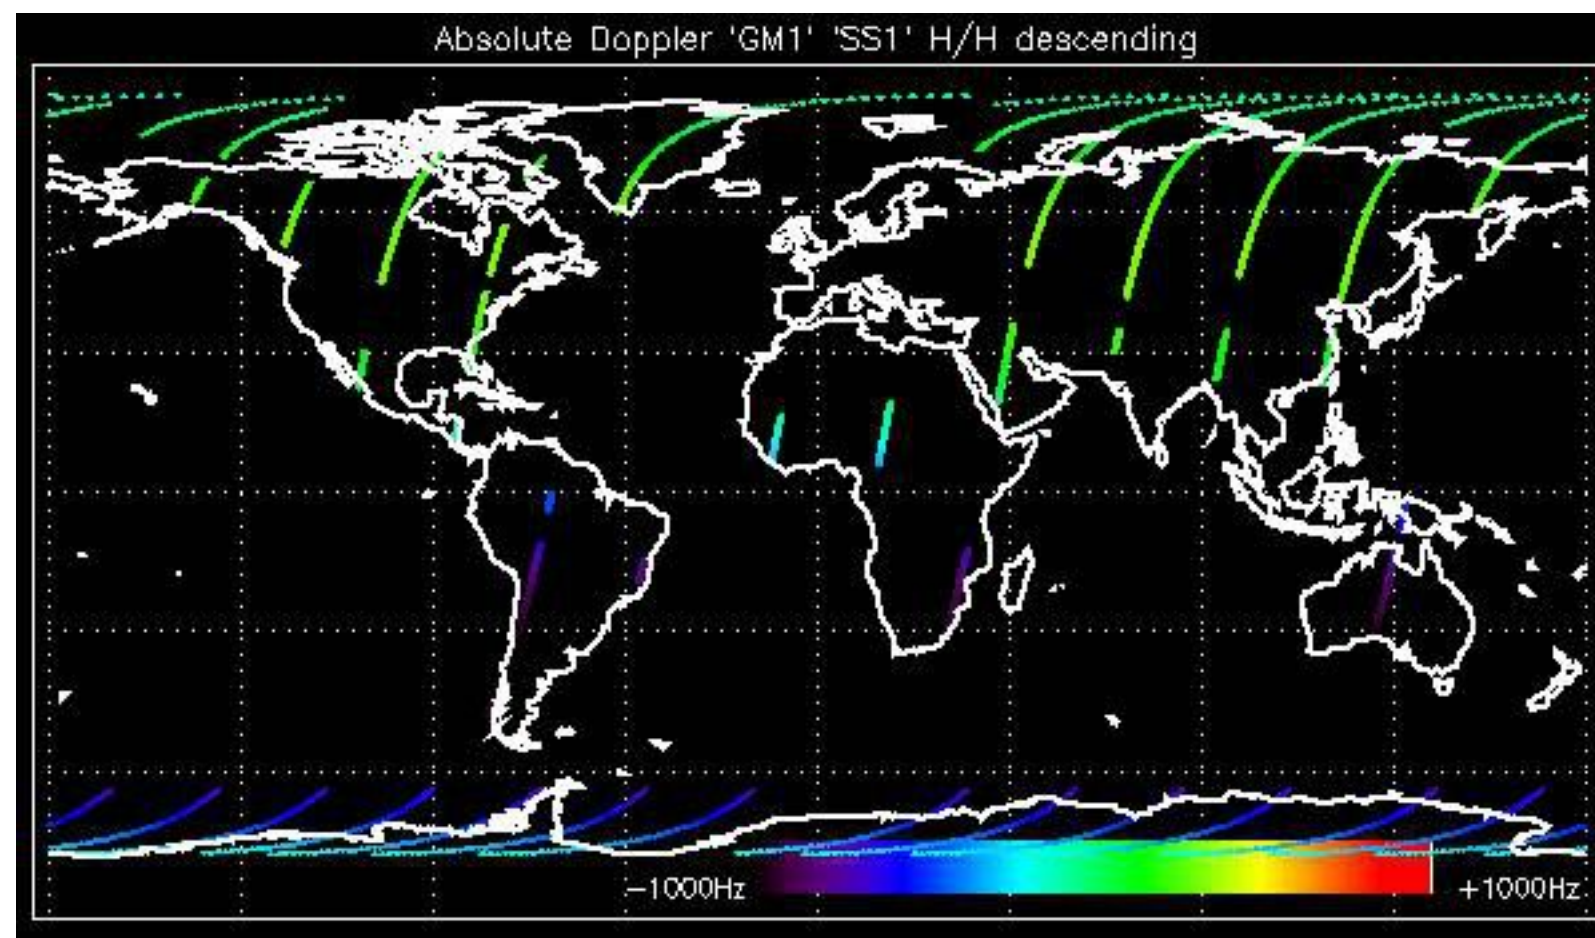 Absolute Doppler 'GM1' 'SS1' H/H descending
-1000Hz
+1000Hz